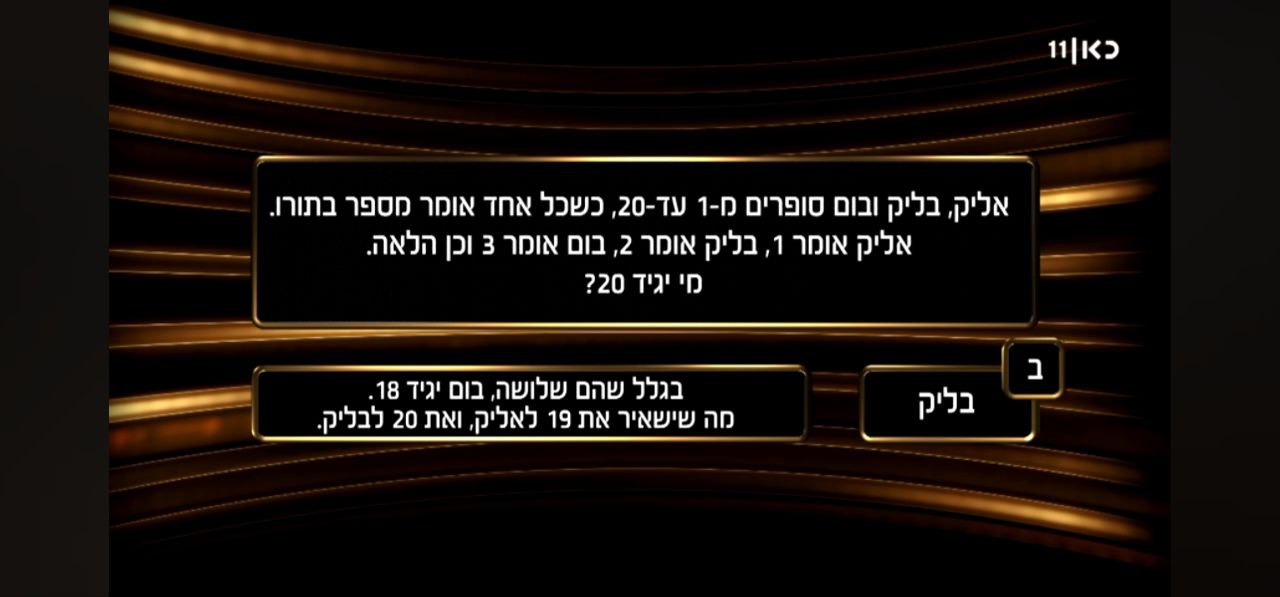 כאן|11
אליק, בליק ובום סופרים מ-1 עד-20, כשכל אחד אומר מספר בתורו.
אליק אומר 1, בליק אומר 2, בום אומר 3 וכן הלאה.
מי יגיד 20?
ב
בליק
בגלל שהם שלושה, בום יגיד 18.
מה שישאיר את 19 לאליק, ואת 20 לבליק.